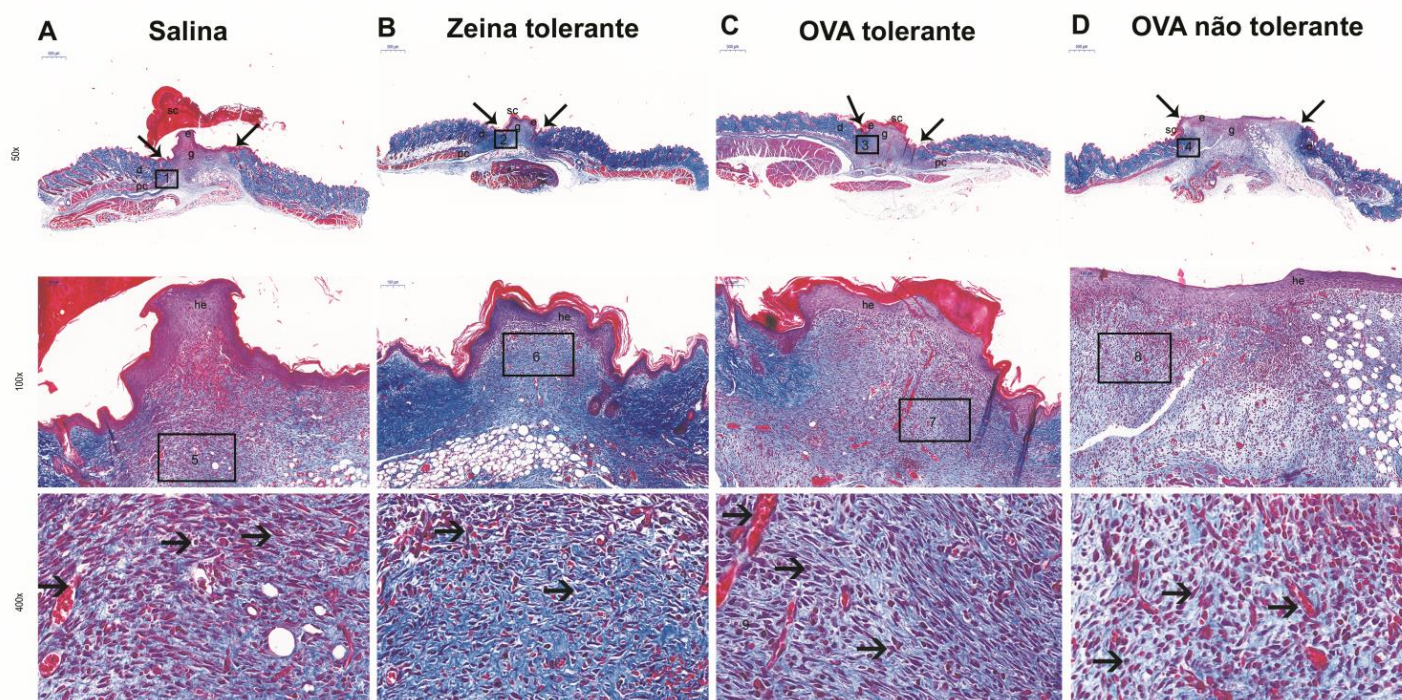 A Salina
B Zeina tolerante
C OVA tolerante
D OVA não tolerante
50x
sc
e
g
d
1
pc
sc
e
d
g
2
pc
sc
e
d
g
3
pc
e
sc
g
4
d
100x
he
5
he
6
he
7
he
8
400x
9